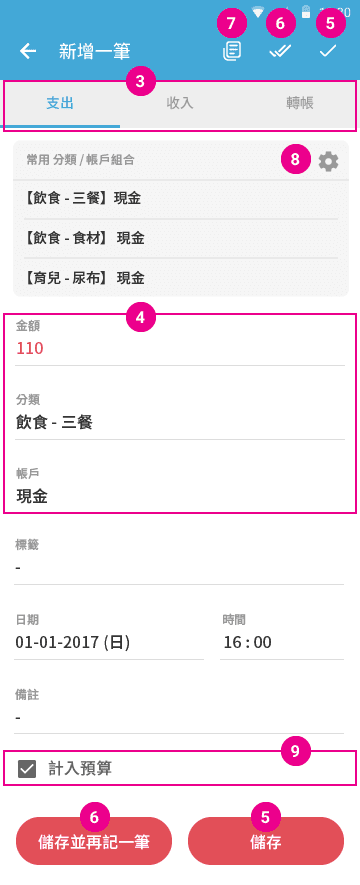 7 6 5
新增一筆
3
支出 收入 轉帳
常用 分類 / 帳戶組合 8
【飲食 - 三餐】現金
【飲食 - 食材】 現金
【育兒 - 尿布】 現金
4
金額
110
分類
飲食 - 三餐
帳戶
現金
標籤
-
日期 時間
01-01-2017 (日) 16 : 00
備註
-
9
計入預算
6 5
儲存並再記一筆 儲存